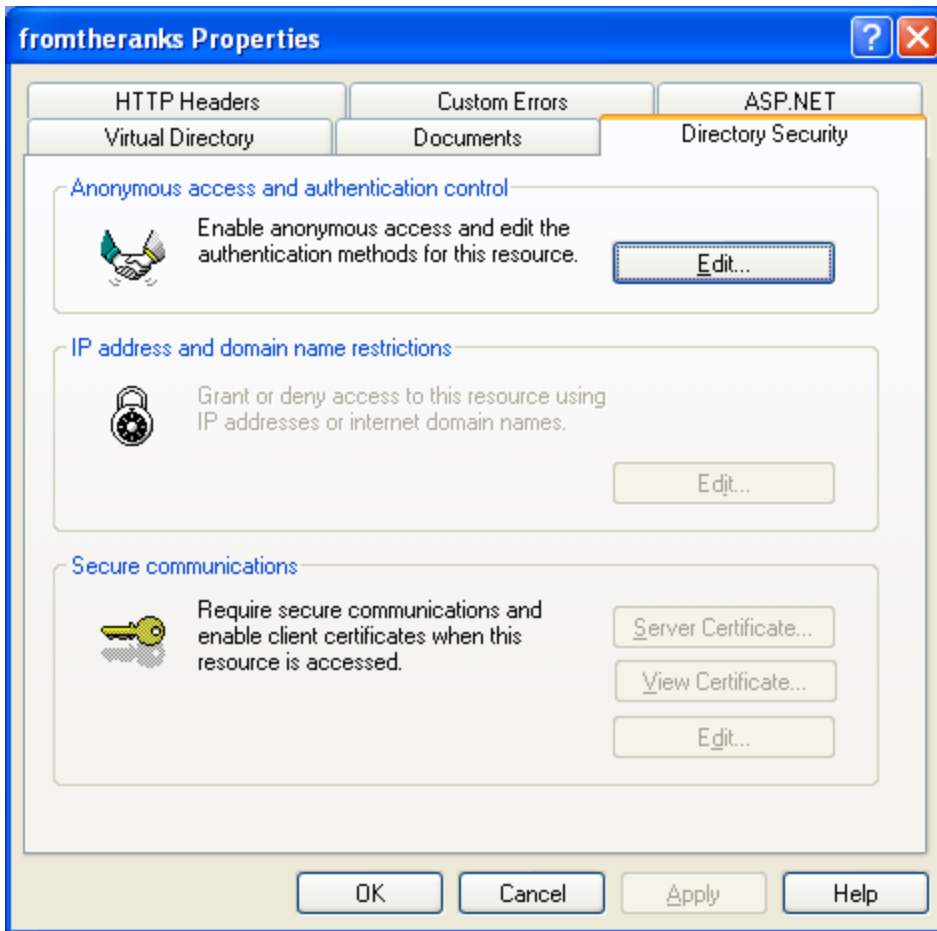 fromtheranks Properties
HTTP Headers
Custom Errors
ASP.NET
Virtual Directory
Documents
Directory Security
Anonymous access and authentication control
Enable anonymous access and edit the
authentication methods for this resource.
Edit...
IP address and domain name restrictions
Grant or deny access to this resource using
IP addresses or internet domain names.
Edit...
Secure communications
Require secure communications and
enable client certificates when this
resource is accessed.
Server Certificate...
View Certificate...
Edit...
OK
Cancel
Apply
Help